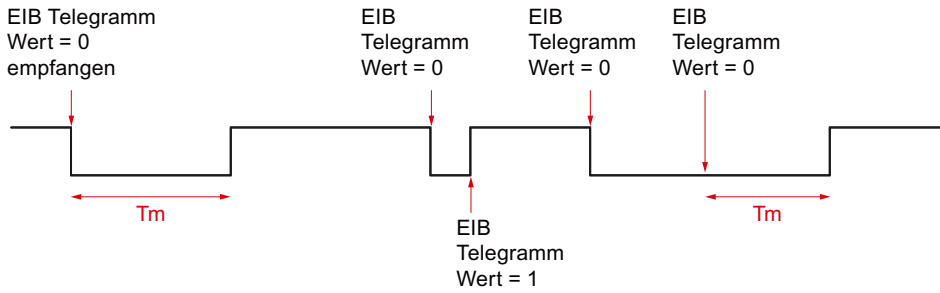 EIB Telegramm
Wert = 0
empfangen
EIB
Telegramm
Wert = 0
EIB
Telegramm
Wert = 0
EIB
Telegramm
Wert = 0
Tm
Tm
EIB
Telegramm
Wert = 1